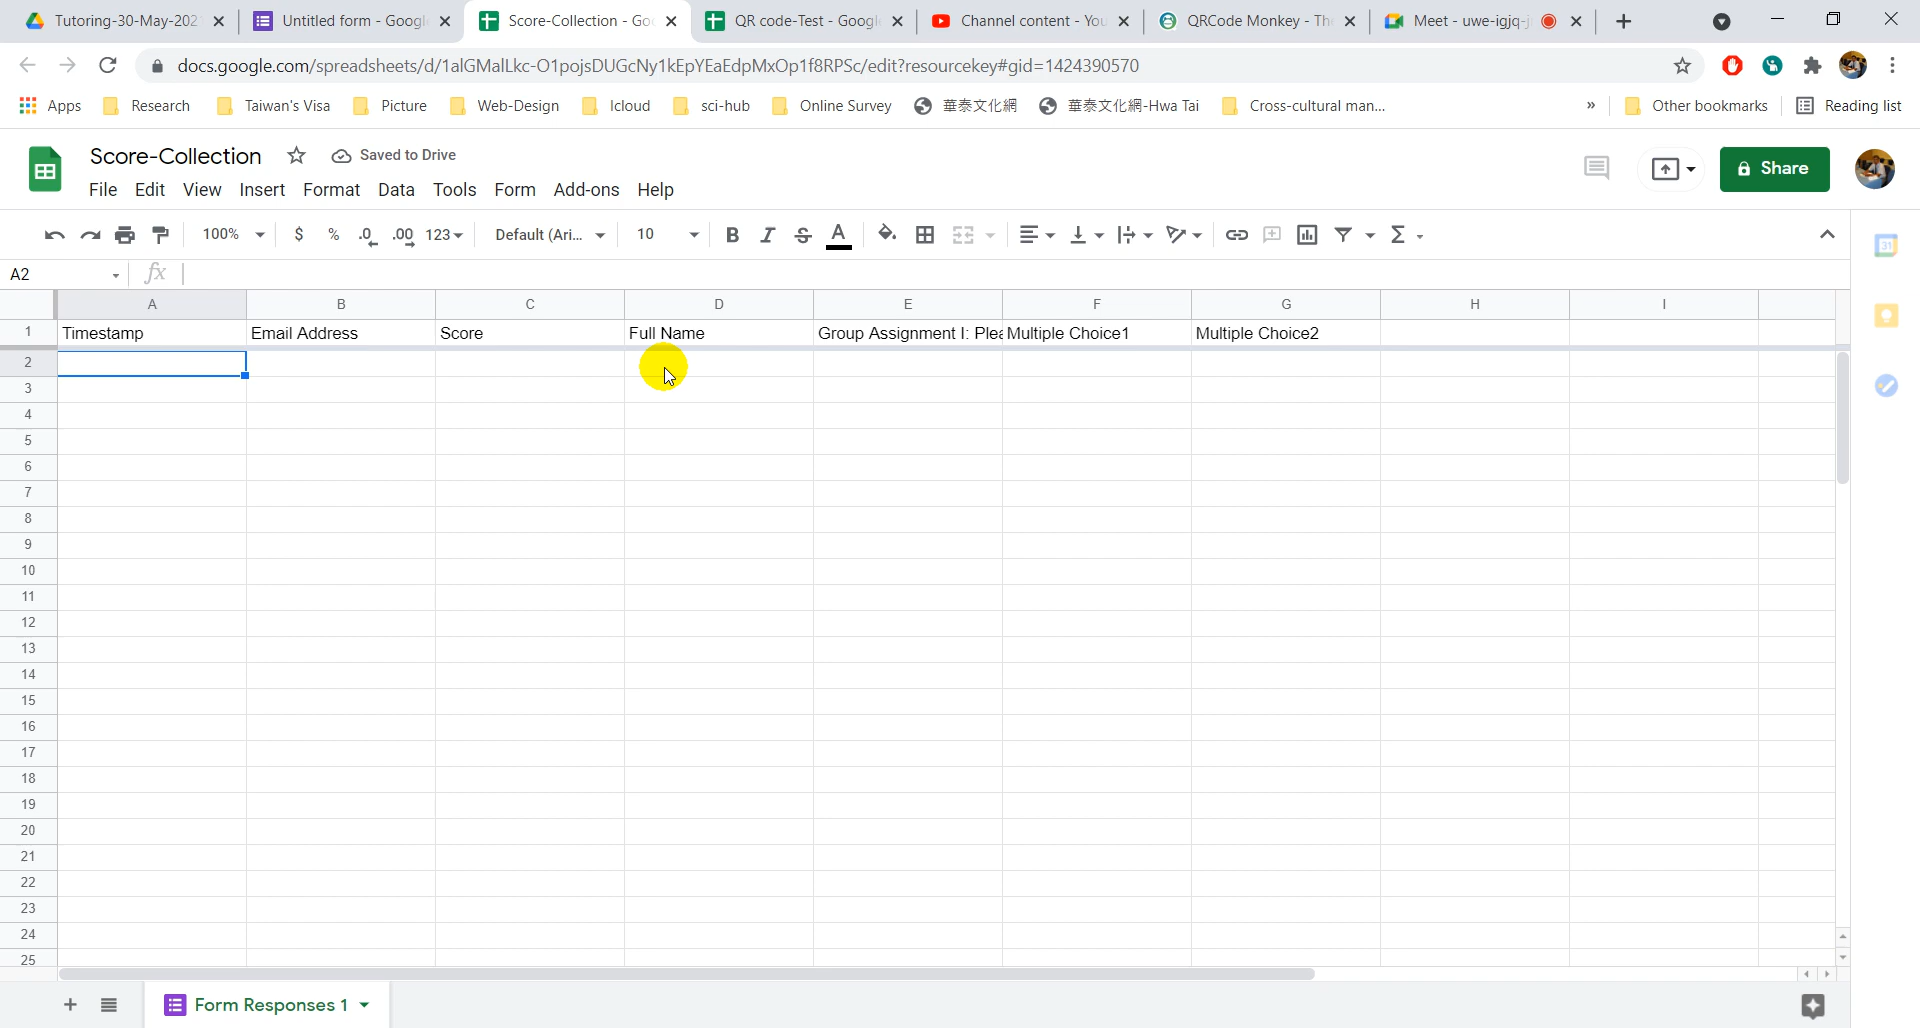 Tutoring-30-May-202 Untitled form - Google Score-Collection - Goo QR code-Test - Google Channel content - You QRCode Monkey - The Meet - uwe-igjq-j
docs.google.com/spreadsheets/d/1alGMalLkc-O1pojsDUGcNy1kEpYEaEdpMxOp1f8RPSc/edit?resourcekey#gid=1424390570
Apps Research Taiwan's Visa Picture Web-Design Icloud sci-hub Online Survey 華泰文化網 華泰文化網-Hwa Tai Cross-cultural man... » Other bookmarks Reading list
Score-Collection Saved to Drive
Share
File Edit View Insert Format Data Tools Form Add-ons Help
100% $ % .0 .00 123 Default (Ari... 10 B I S A Σ
31
A2 fx
A B C D E F G H I
1 Timestamp Email Address Score Full Name Group Assignment I: Plea Multiple Choice1 Multiple Choice2
2
3
4
5
6
7
8
9
10
11
12
13
14
15
16
17
18
19
20
21
22
23
24
25
+ Form Responses 1